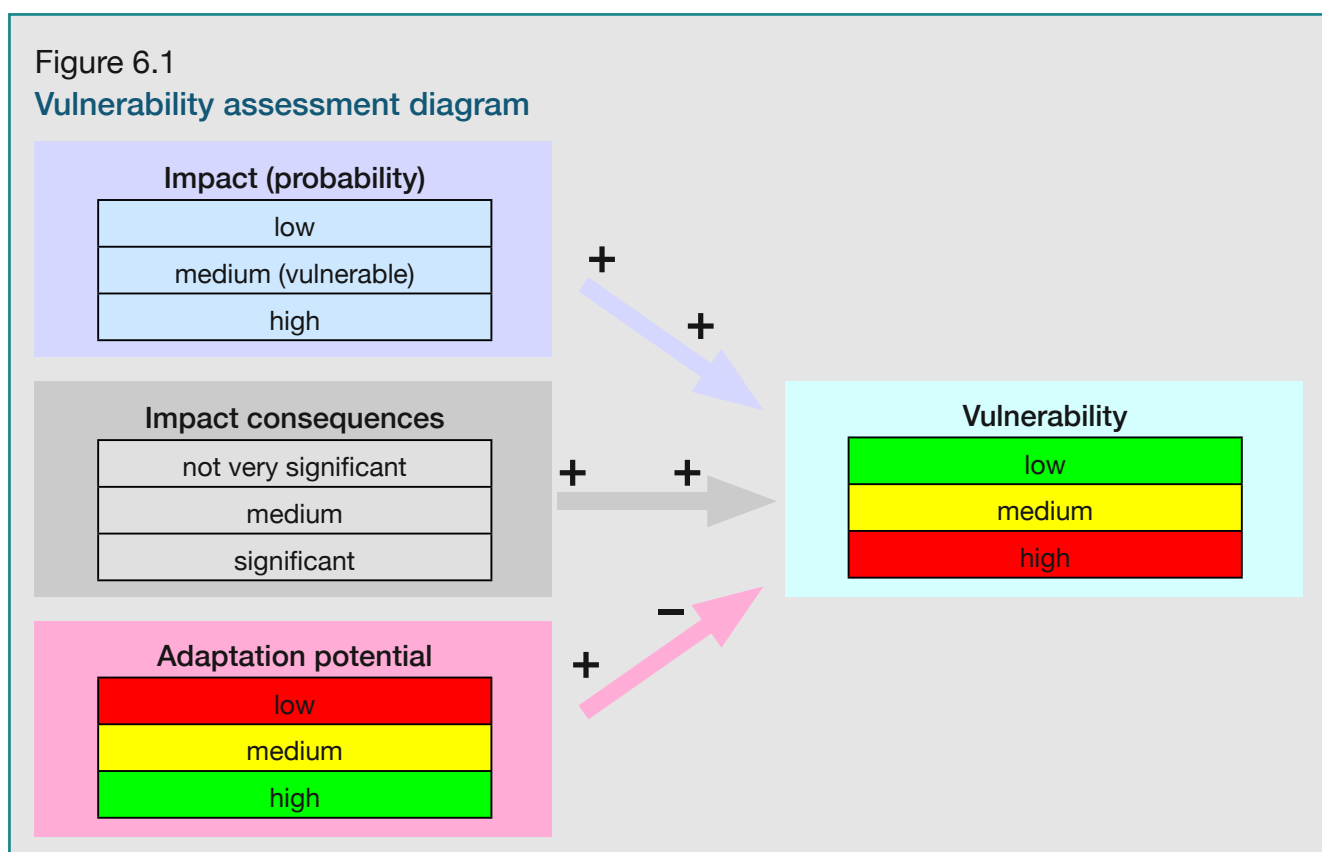 Figure 6.1
Vulnerability assessment diagram
Impact (probability)
low
medium (vulnerable)
high
+
+
Impact consequences
not very significant
medium
significant
+
+
Adaptation potential
low
medium
high
+
−
Vulnerability
low
medium
high